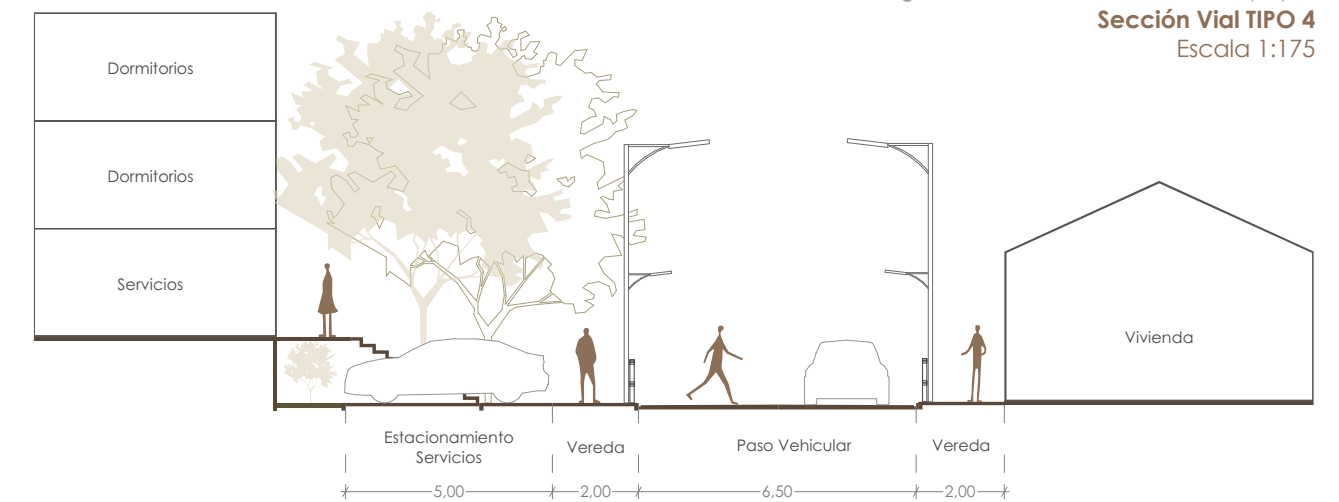 Sección Vial TIPO 4
Escala 1:175
Dormitorios
Dormitorios
Servicios
Vivienda
Estacionamiento
Servicios
Vereda
Paso Vehicular
Vereda
5,00
2,00
6,50
2,00